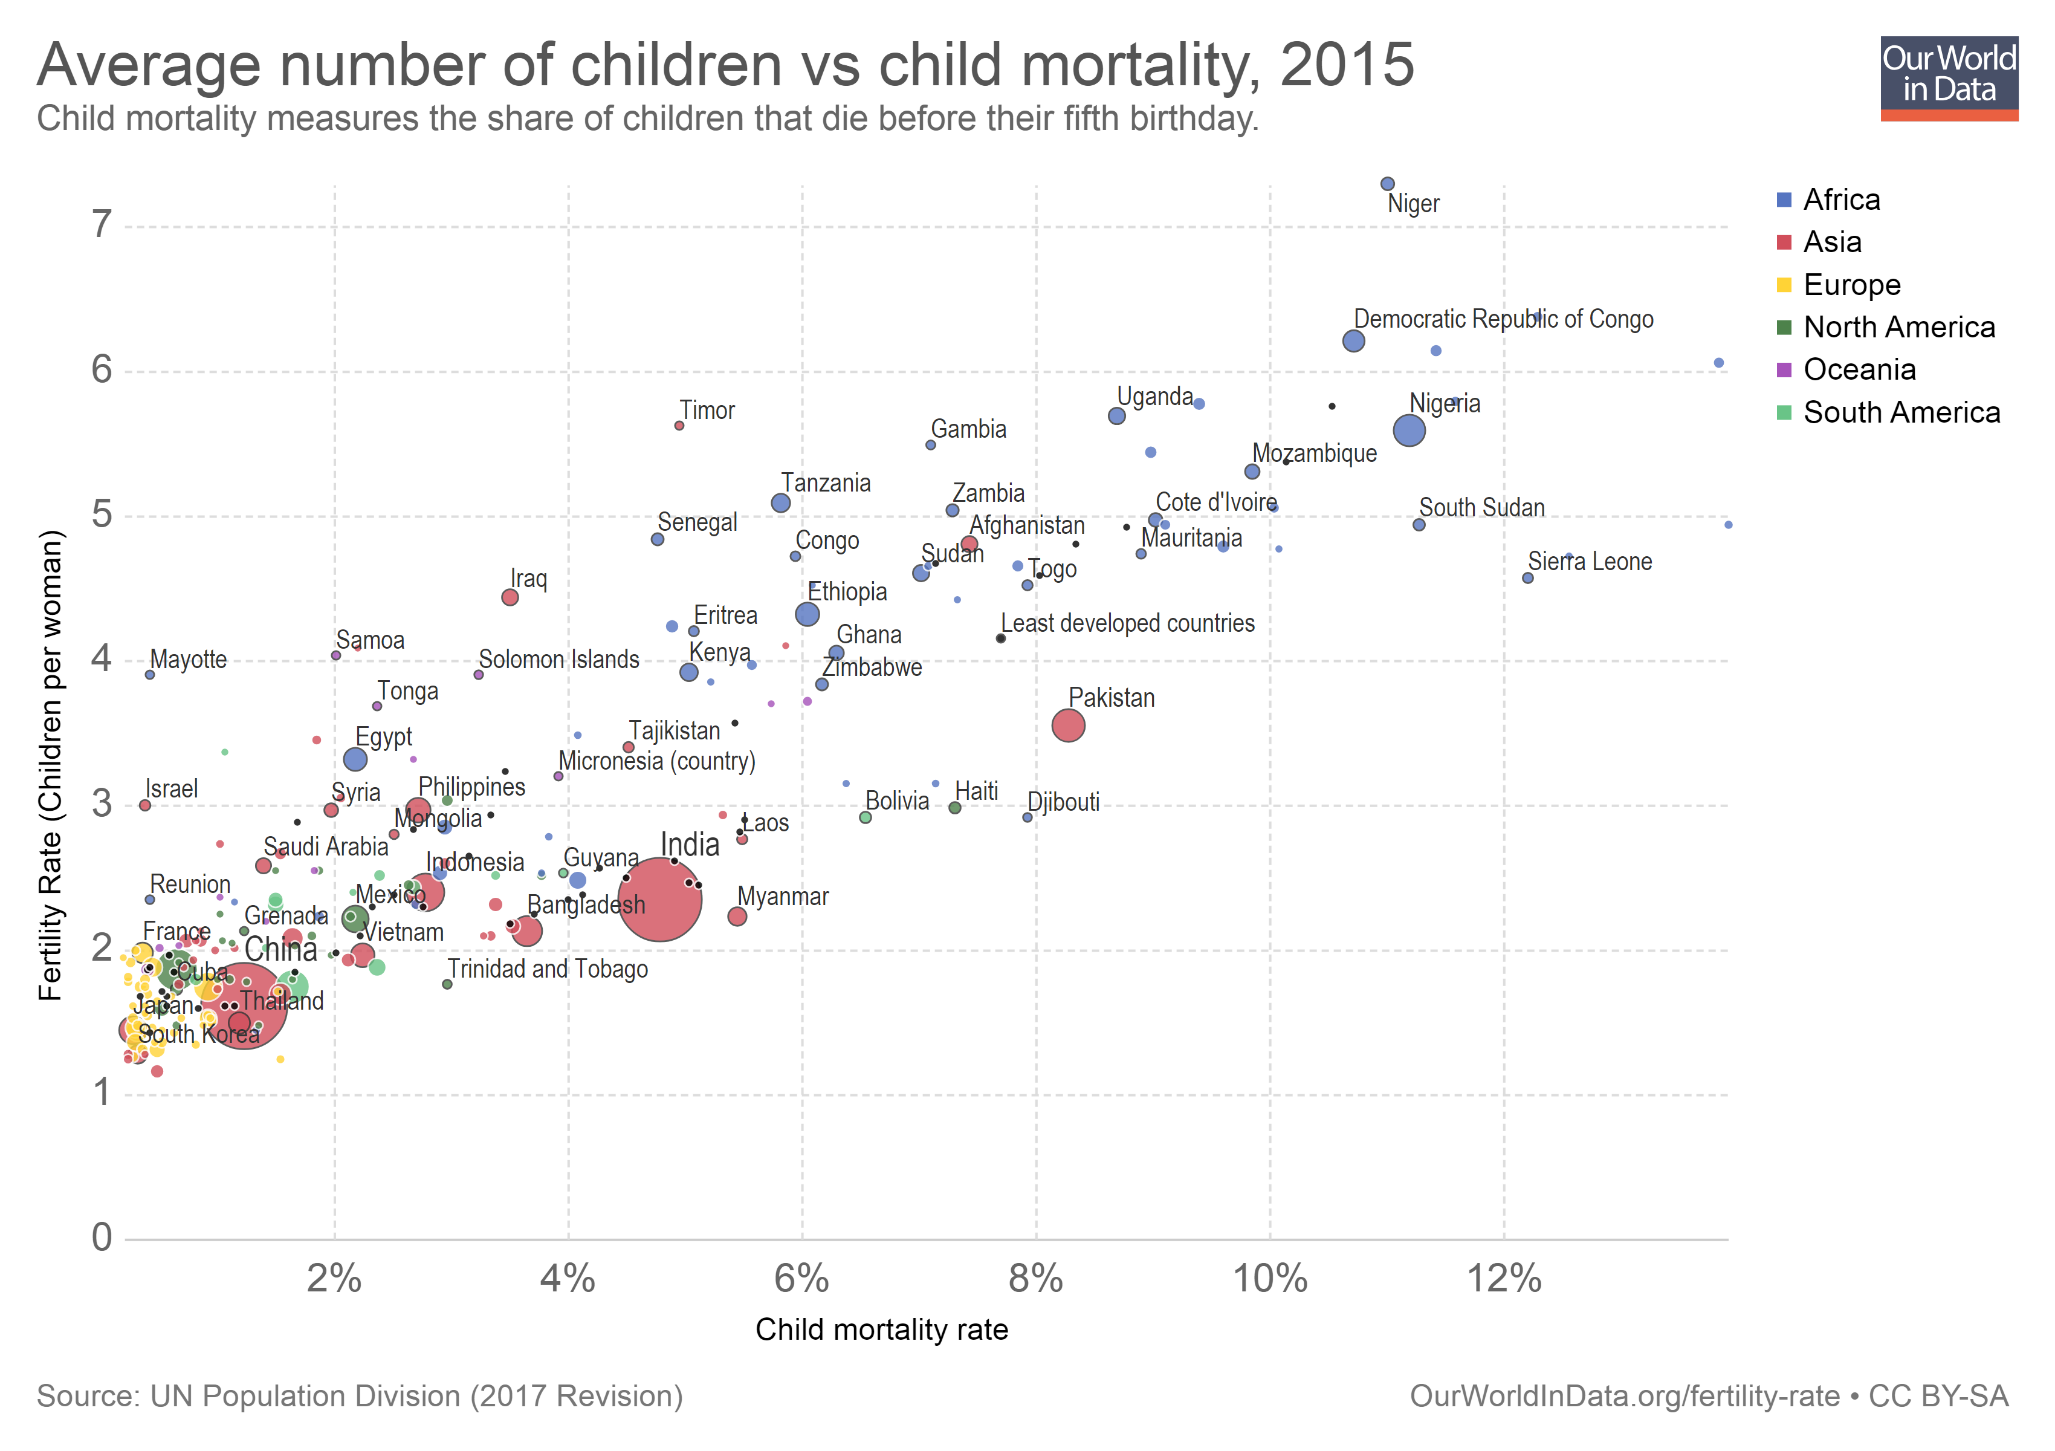 Average number of children vs child mortality, 2015
Child mortality measures the share of children that die before their fifth birthday.
Our World
in Data
Africa
Asia
Europe
North America
Oceania
South America
Fertility Rate (Children per woman)
7
6
5
4
3
2
1
0
Niger
Democratic Republic of Congo
Uganda
Nigeria
Timor
Gambia
Mozambique
Tanzania
Zambia
Cote d'Ivoire
South Sudan
Senegal
Afghanistan
Congo
Mauritania
Sudan
Togo
Sierra Leone
Iraq
Ethiopia
Eritrea
Least developed countries
Ghana
Samoa
Kenya
Mayotte
Solomon Islands
Zimbabwe
Tonga
Pakistan
Egypt
Tajikistan
Micronesia (country)
Israel
Syria
Philippines
Bolivia
Haiti
Djibouti
Mongolia
Laos
Saudi Arabia
India
Indonesia
Guyana
Reunion
Mexico
Bangladesh
Myanmar
Grenada
France
Vietnam
China
Cuba
Trinidad and Tobago
Japan
Thailand
South Korea
2%
4%
6%
8%
10%
12%
Child mortality rate
Source: UN Population Division (2017 Revision)
OurWorldInData.org/fertility-rate • CC BY-SA